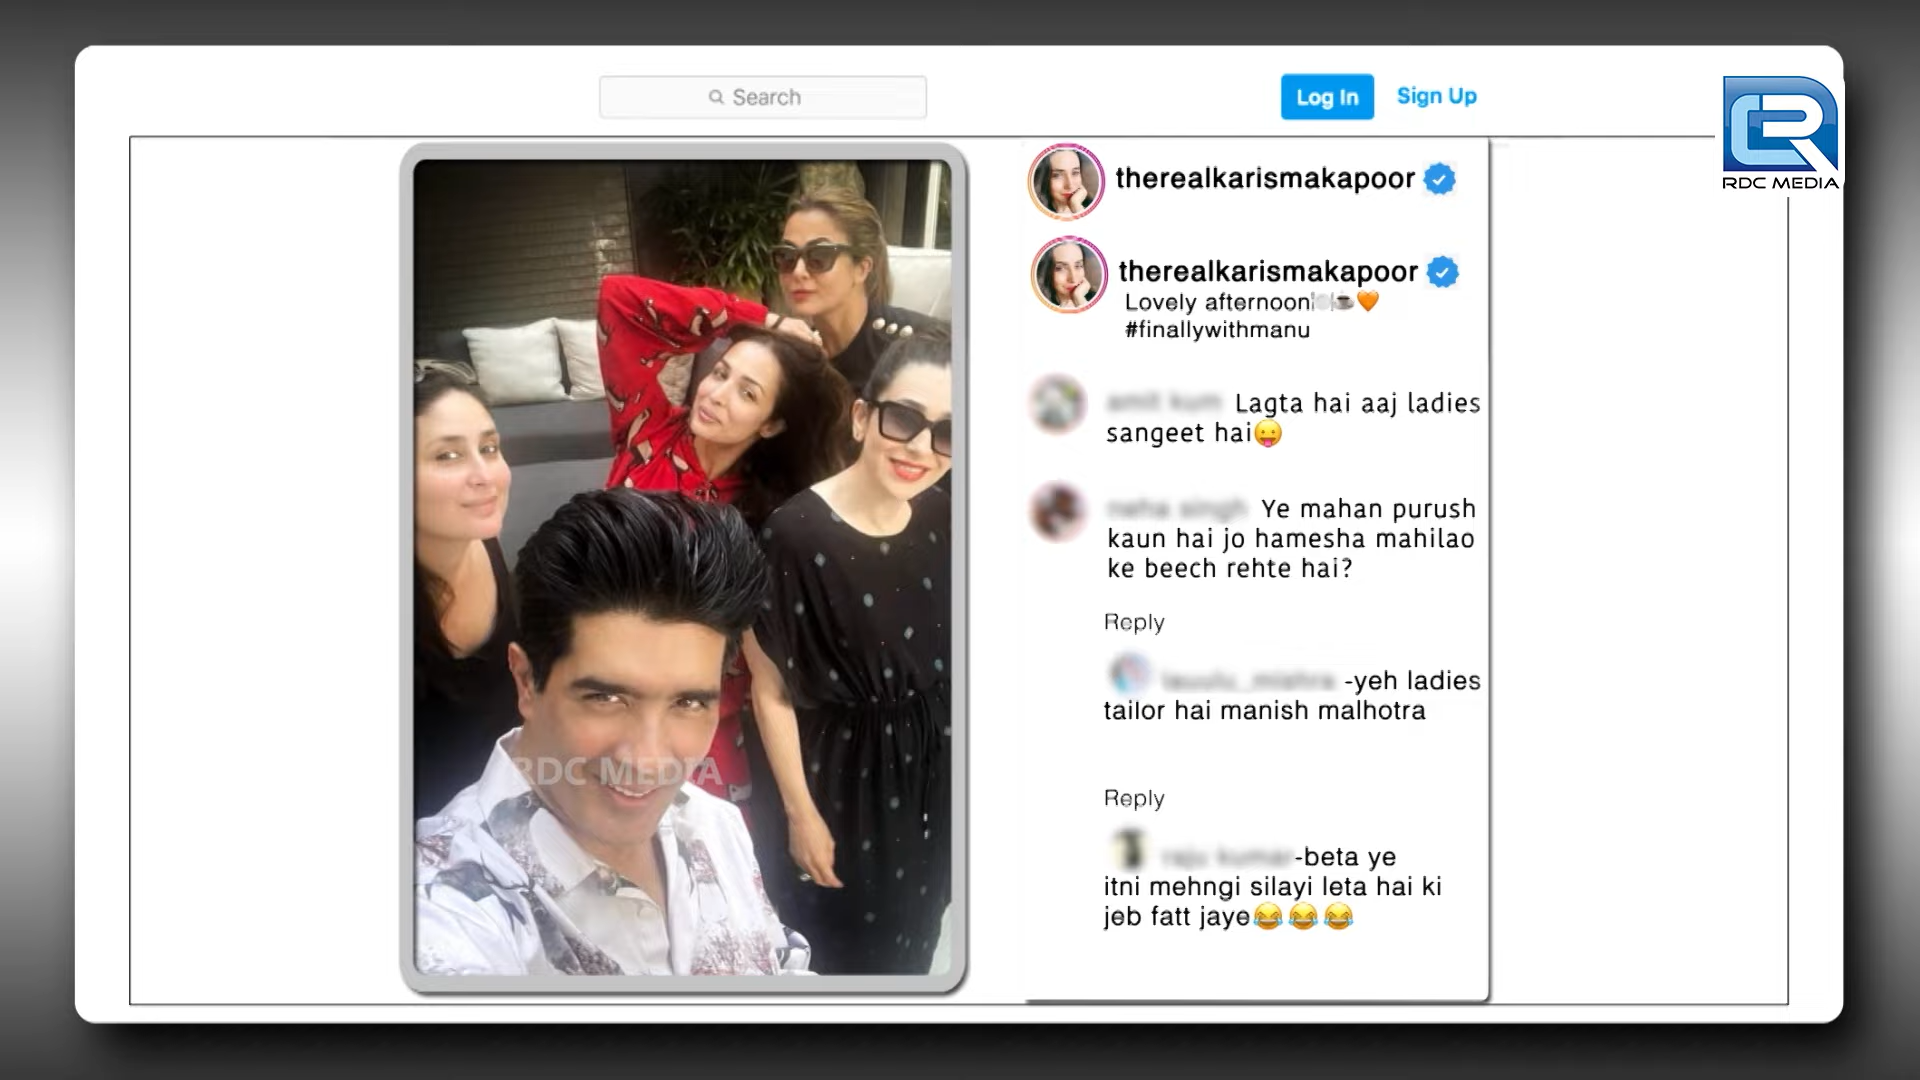 Search
Log In
Sign Up
RDC MEDIA
therealkarismakapoor
therealkarismakapoor
Lovely afternoon🍽☕🧡
#finallywithmanu
Lagta hai aaj ladies
sangeet hai😛
Ye mahan purush
kaun hai jo hamesha mahilao
ke beech rehte hai?
Reply
-yeh ladies
tailor hai manish malhotra
Reply
-beta ye
itni mehngi silayi leta hai ki
jeb fatt jaye😂😂😂
RDC MEDIA